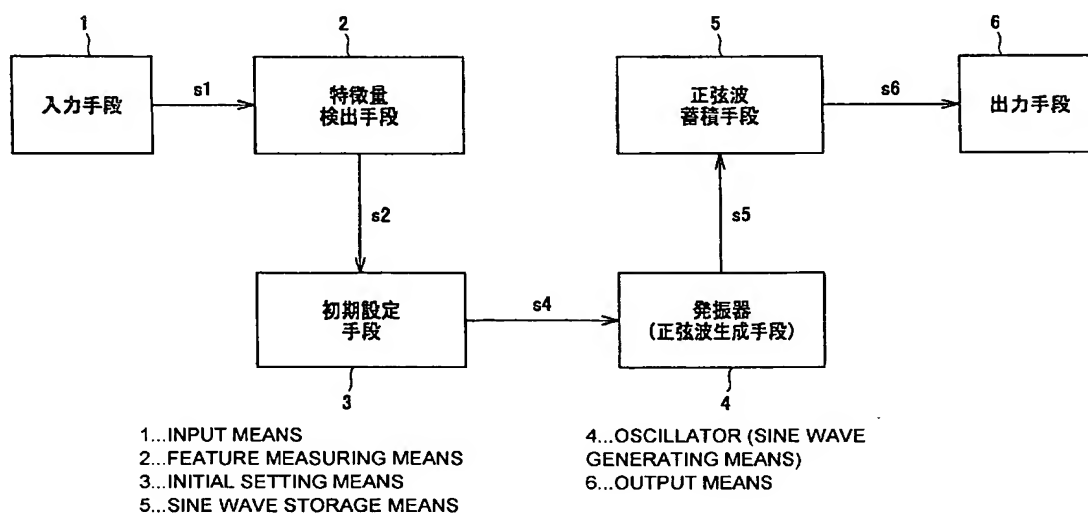 1
2
5
6
入力手段
s1
特徴量
検出手段
正弦波
蓄積手段
s6
出力手段
s2
s5
初期設定
手段
s4
発振器
(正弦波生成手段)
3
4
1...INPUT MEANS
2...FEATURE MEASURING MEANS
3...INITIAL SETTING MEANS
5...SINE WAVE STORAGE MEANS
4...OSCILLATOR (SINE WAVE
GENERATING MEANS)
6...OUTPUT MEANS